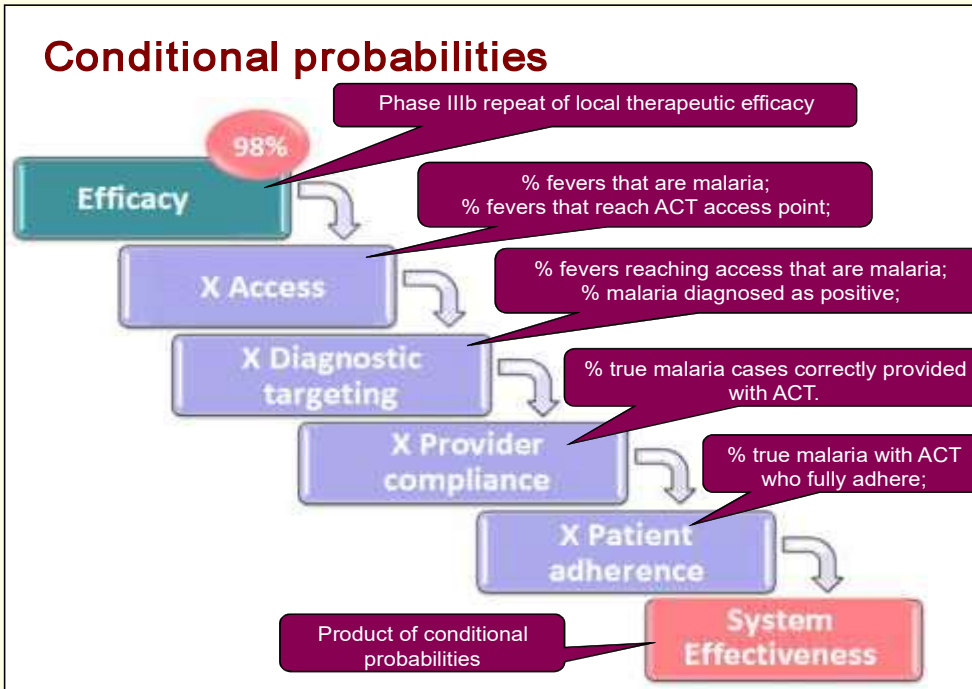 Conditional probabilities
Phase IIIb repeat of local therapeutic efficacy
98%
Efficacy
% fevers that are malaria;
% fevers that reach ACT access point;
X Access
% fevers reaching access that are malaria;
% malaria diagnosed as positive;
X Diagnostic
targeting
% true malaria cases correctly provided
with ACT.
X Provider
compliance
% true malaria with ACT
who fully adhere;
X Patient
adherence
Product of conditional
probabilities
System
Effectiveness